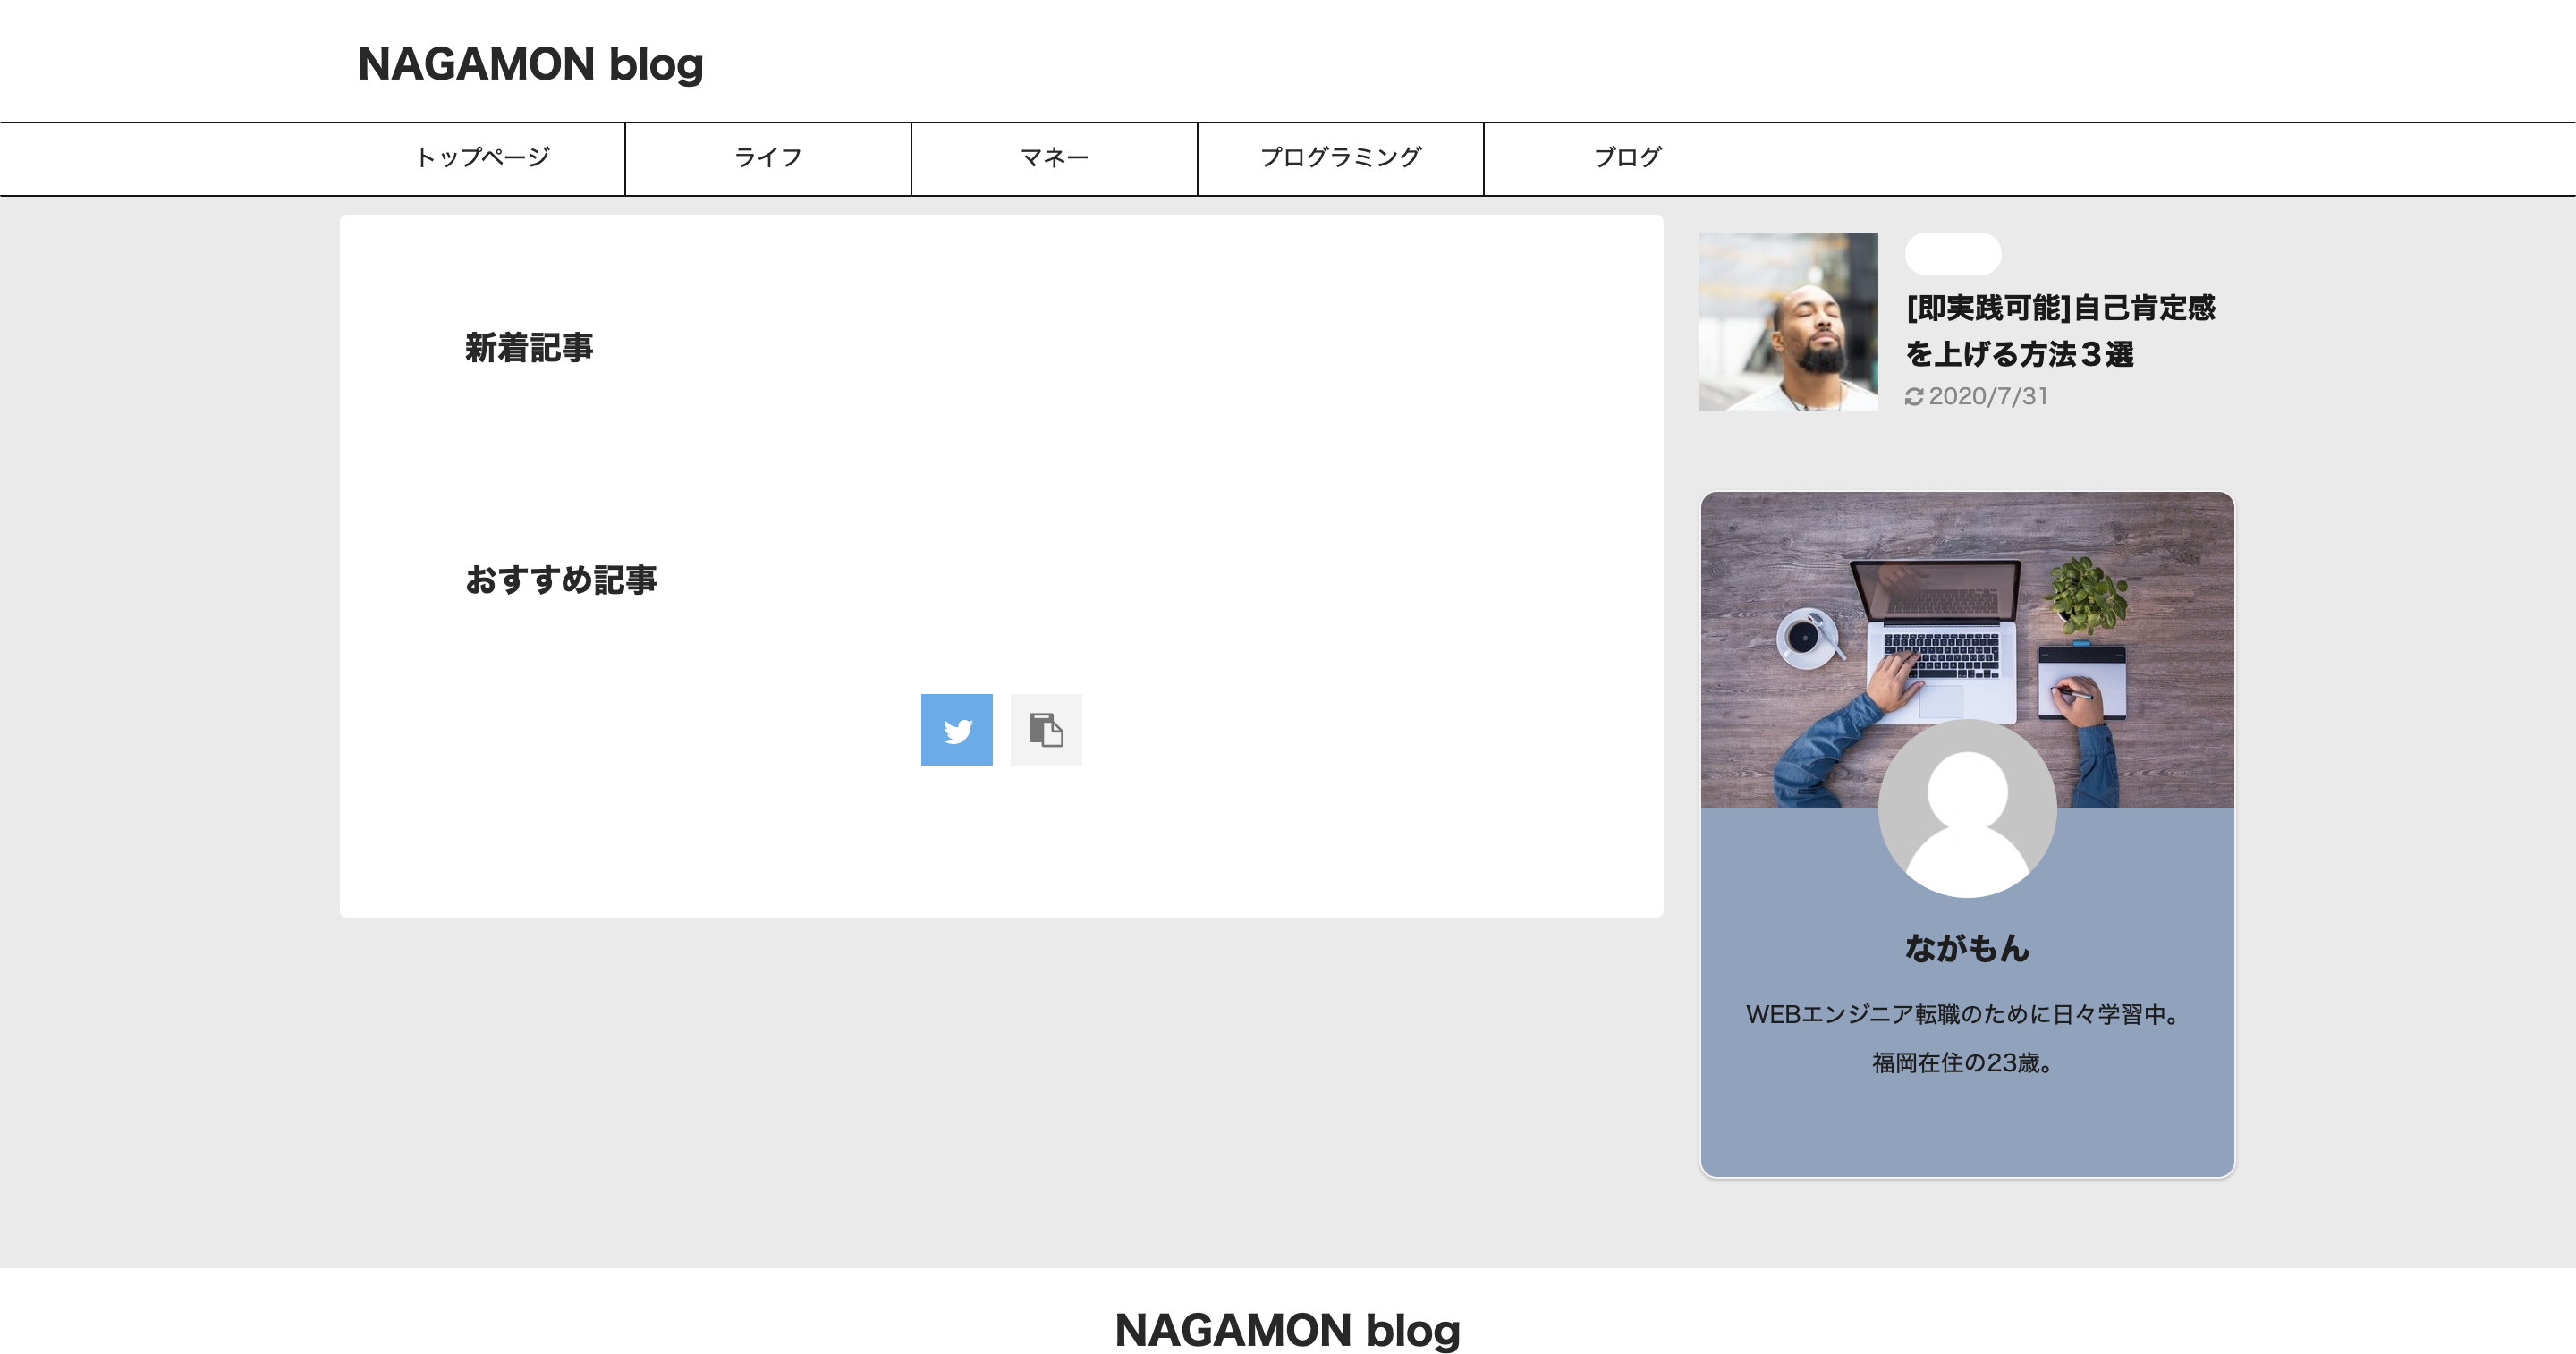 NAGAMON blog
トップページ
ライフ
マネー
プログラミング
ブログ
新着記事
おすすめ記事
[即実践可能]自己肯定感
を上げる方法３選
2020/7/31
ながもん
WEBエンジニア転職のために日々学習中。
福岡在住の23歳。
NAGAMON blog